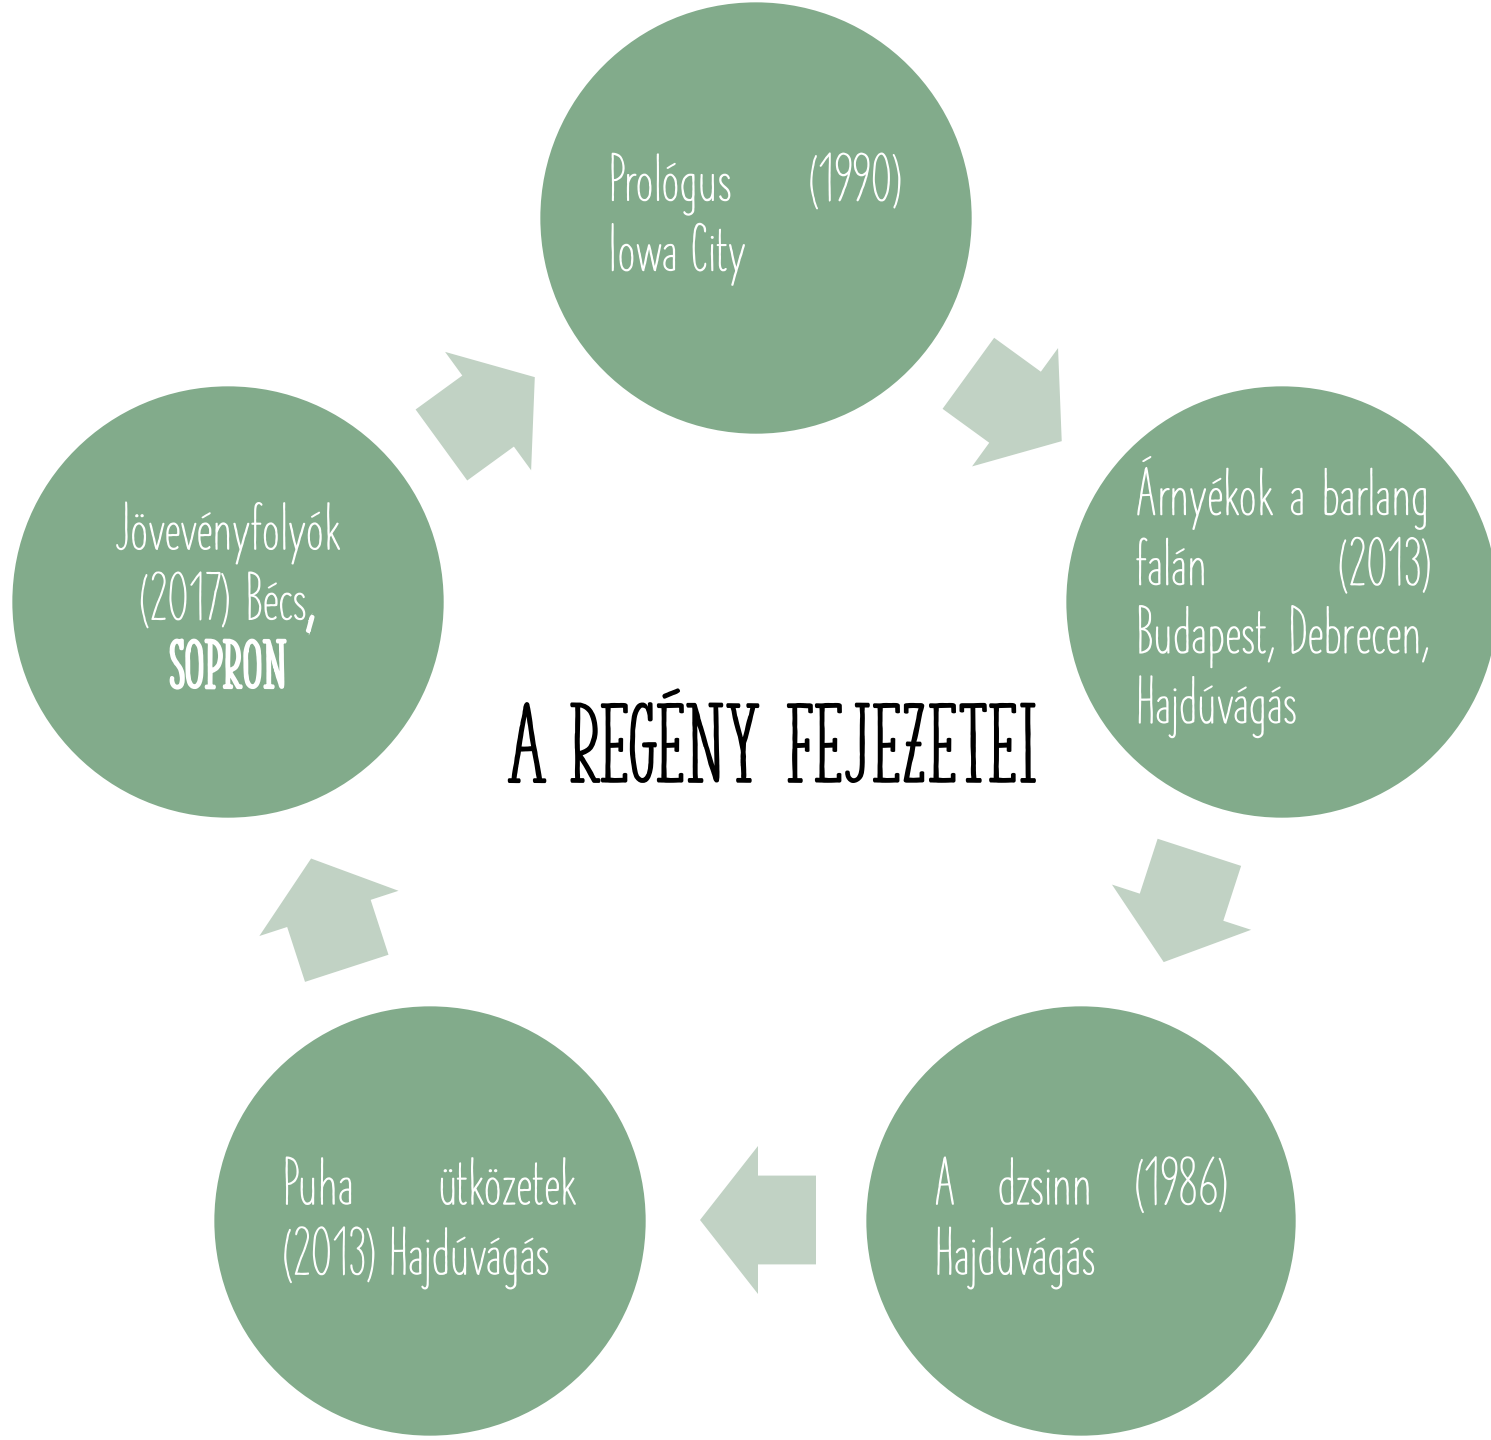 Prológus (1990)
Iowa City
Árnyékok a barlang
falán (2013)
Budapest, Debrecen,
Hajdúvágás
A dzsinn (1986)
Hajdúvágás
Puha ütközetek
(2013) Hajdúvágás
Jövevényfolyók
(2017) Bécs,
SOPRON
A REGÉNY FEJEZETEI